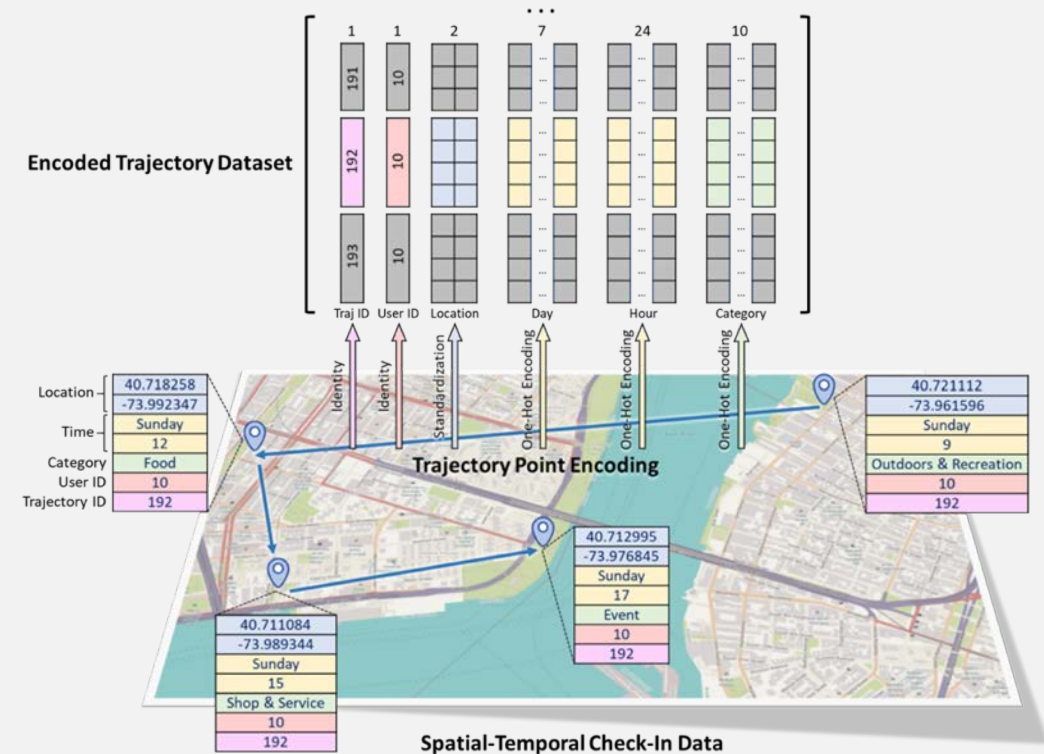 ...
1 1 2 7 24 10
... ... ...
... ... ...
... ... ...
191 10
Encoded Trajectory Dataset
192 10
... ... ...
... ... ...
... ... ...
... ... ...
193 10
... ... ...
... ... ...
... ... ...
... ... ...
Traj ID User ID Location Day Hour Category
Identity
Identity
Standardization
One-Hot Encoding
One-Hot Encoding
One-Hot Encoding
Trajectory Point Encoding
Location
Time
Category
User ID
Trajectory ID
40.718258
-73.992347
Sunday
12
Food
10
192
40.721112
-73.961596
Sunday
9
Outdoors & Recreation
10
192
40.712995
-73.976845
Sunday
17
Event
10
192
40.711084
-73.989344
Sunday
15
Shop & Service
10
192
Spatial-Temporal Check-In Data